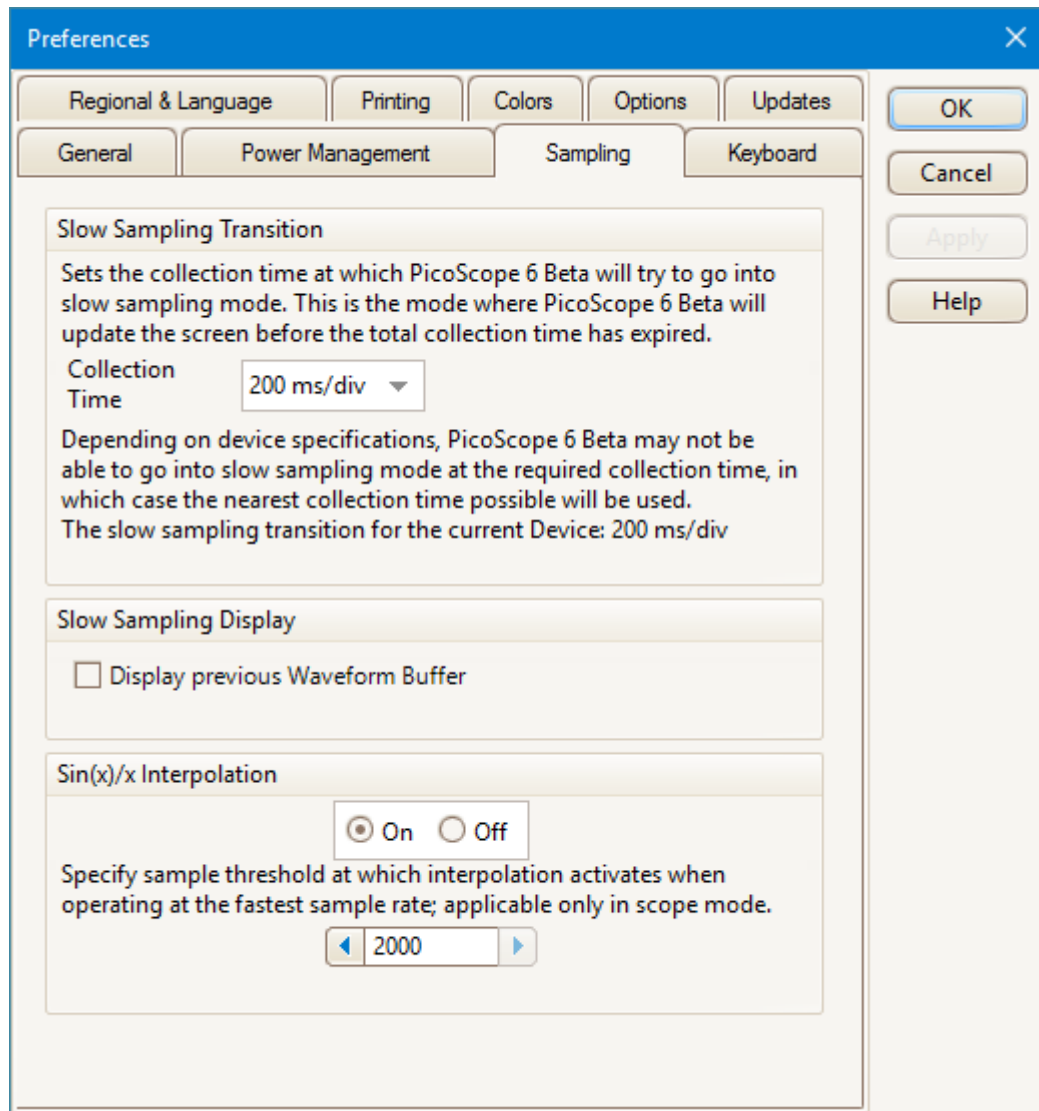 Preferences
Regional & Language
Printing
Colors
Options
Updates
OK
General
Power Management
Sampling
Keyboard
Cancel
Slow Sampling Transition
Apply
Sets the collection time at which PicoScope 6 Beta will try to go into
slow sampling mode. This is the mode where PicoScope 6 Beta will
update the screen before the total collection time has expired.
Help
Collection
Time
200 ms/div
Depending on device specifications, PicoScope 6 Beta may not be
able to go into slow sampling mode at the required collection time, in
which case the nearest collection time possible will be used.
The slow sampling transition for the current Device: 200 ms/div
Slow Sampling Display
Display previous Waveform Buffer
Sin(x)/x Interpolation
On
Off
Specify sample threshold at which interpolation activates when
operating at the fastest sample rate; applicable only in scope mode.
2000